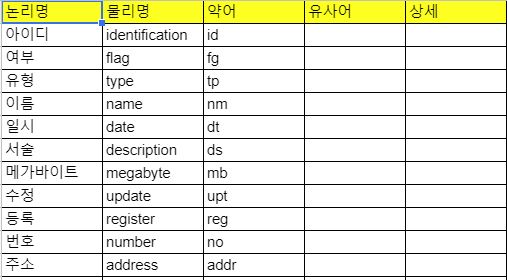 논리명 물리명 약어 유사어 상세
아이디 identification id
여부 flag fg
유형 type tp
이름 name nm
일시 date dt
서술 description ds
메가바이트 megabyte mb
수정 update upt
등록 register reg
번호 number no
주소 address addr